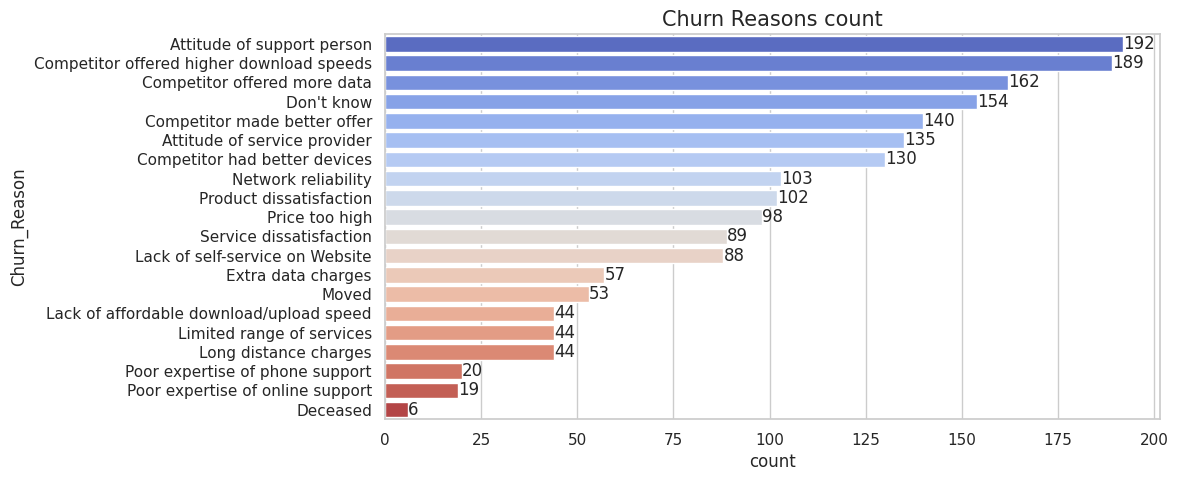 Churn Reasons count
Attitude of support person 192
Competitor offered higher download speeds 189
Competitor offered more data 162
Don't know 154
Competitor made better offer 140
Attitude of service provider 135
Competitor had better devices 130
Network reliability 103
Product dissatisfaction 102
Price too high 98
Service dissatisfaction 89
Lack of self-service on Website 88
Extra data charges 57
Moved 53
Lack of affordable download/upload speed 44
Limited range of services 44
Long distance charges 44
Poor expertise of phone support 20
Poor expertise of online support 19
Deceased 6
Churn_Reason
0 25 50 75 100 125 150 175 200
count